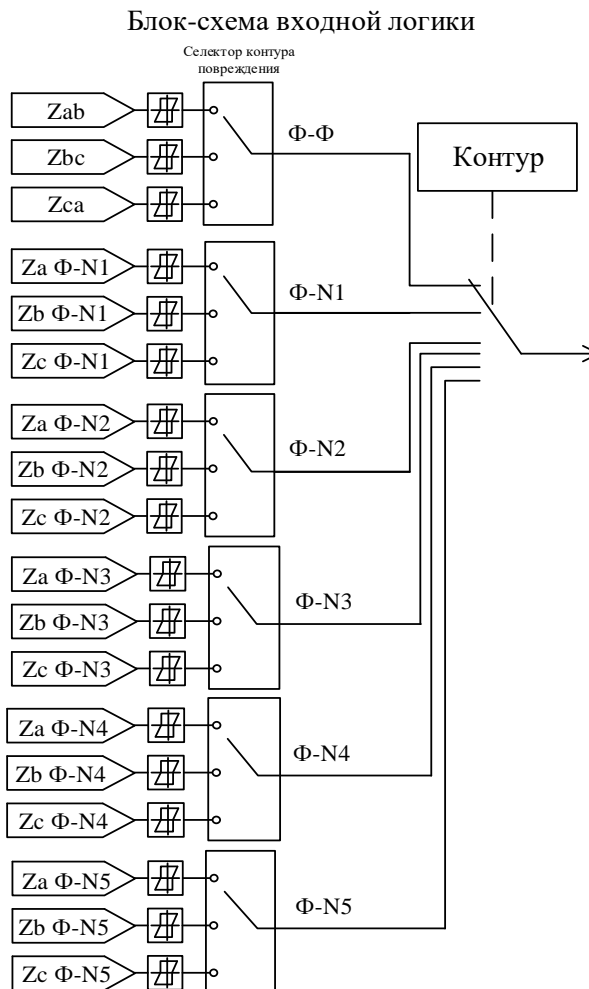 Блок-схема входной логики
Селектор контура
повреждения
Zab
Zbc
Zca
Ф-Ф
Контур
Za Ф-N1
Zb Ф-N1
Zc Ф-N1
Ф-N1
Za Ф-N2
Zb Ф-N2
Zc Ф-N2
Ф-N2
Za Ф-N3
Zb Ф-N3
Zc Ф-N3
Ф-N3
Za Ф-N4
Zb Ф-N4
Zc Ф-N4
Ф-N4
Za Ф-N5
Zb Ф-N5
Zc Ф-N5
Ф-N5